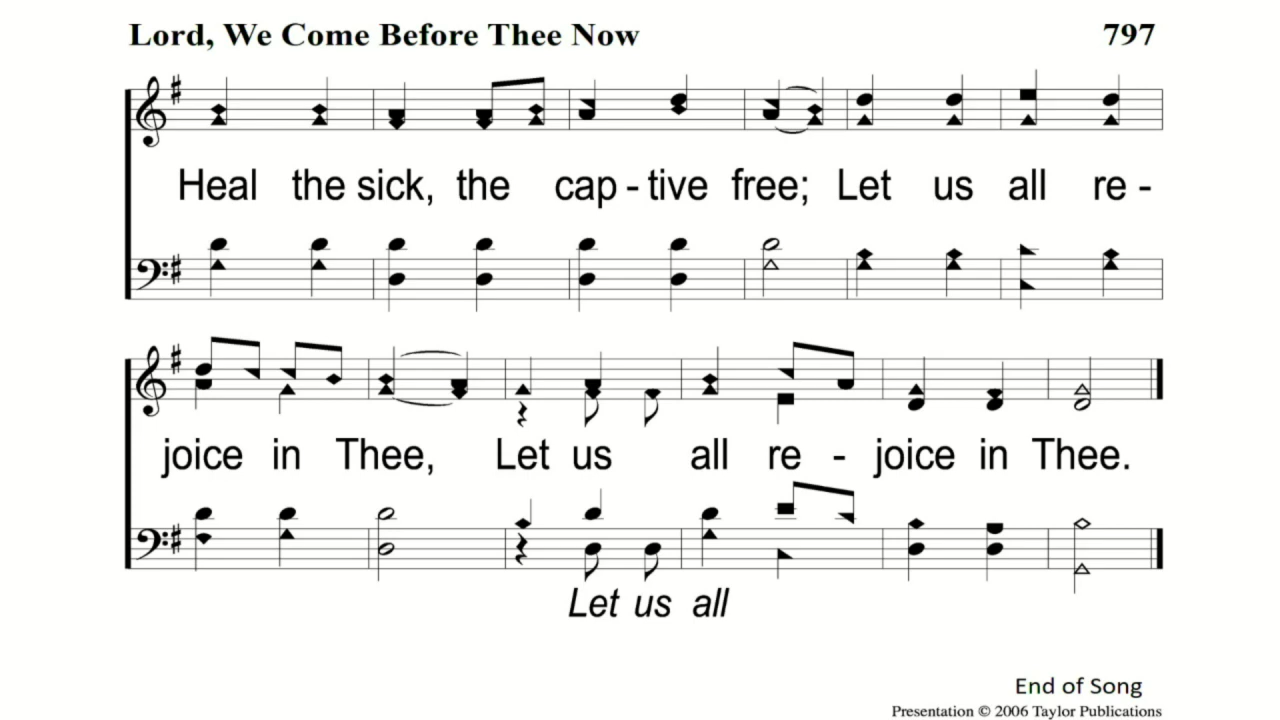 Lord, We Come Before Thee Now 797
Heal the sick, the cap - tive free; Let us all re -
joice in Thee, Let us all re - joice in Thee.
Let us all
End of Song
Presentation © 2006 Taylor Publications